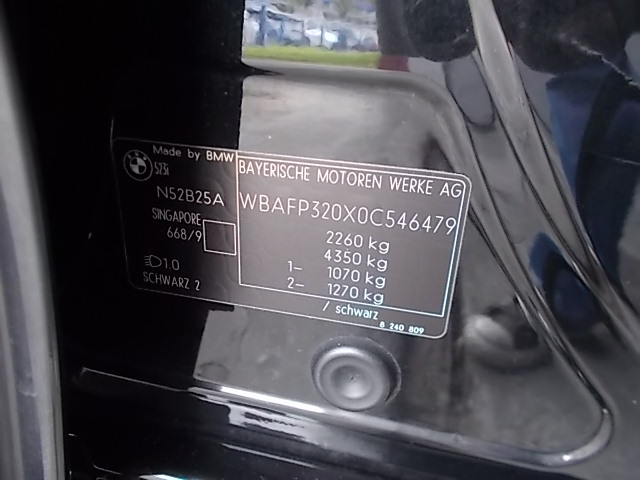 Made by BMW
523i
N52B25A
SINGAPORE
668/9
1.0
SCHWARZ 2
BAYERISCHE MOTOREN WERKE AG
WBAFP320X0C546479
2260 kg
4350 kg
1- 1070 kg
2- 1270 kg
/ schwarz
8 240 809